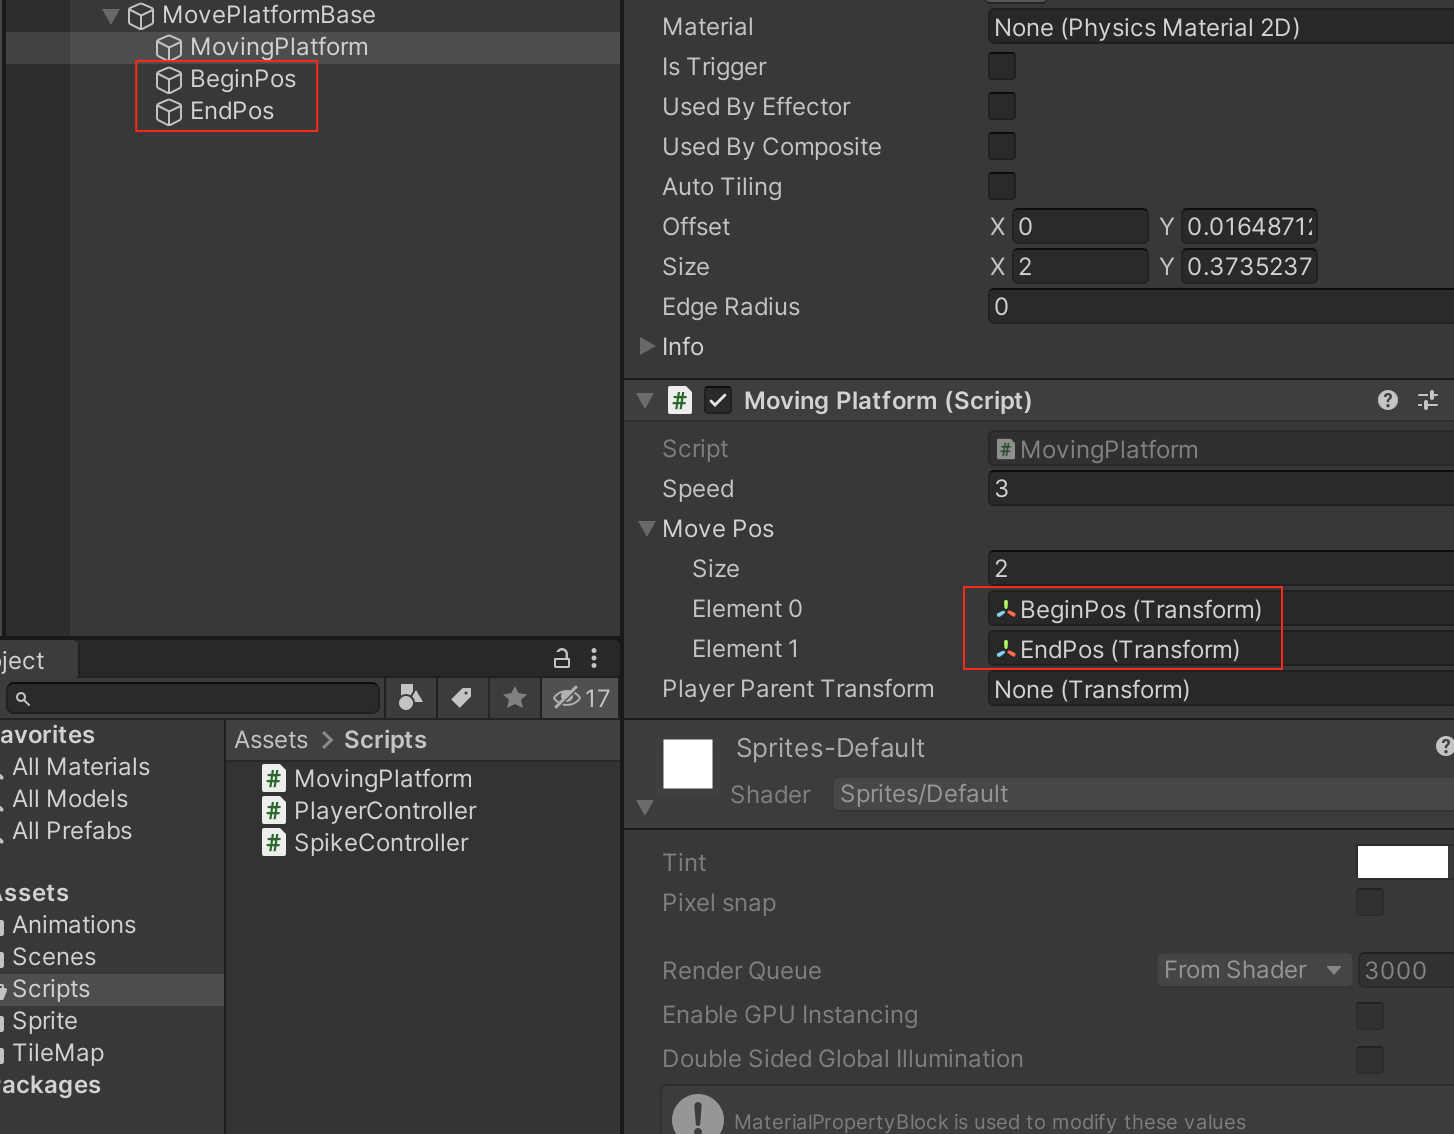 MovePlatformBase
MovingPlatform
BeginPos
EndPos
Material None (Physics Material 2D)
Is Trigger
Used By Effector
Used By Composite
Auto Tiling
Offset X 0 Y 0.0164871
Size X 2 Y 0.3735237
Edge Radius 0
Info
# Moving Platform (Script)
Script # MovingPlatform
Speed 3
Move Pos
Size 2
Element 0 BeginPos (Transform)
Element 1 EndPos (Transform)
Player Parent Transform None (Transform)
Sprites-Default
Shader Sprites/Default
Tint
Pixel snap
Render Queue From Shader 3000
Enable GPU Instancing
Double Sided Global Illumination
MaterialPropertyBlock is used to modify these values
ject
17
avorites
All Materials
All Models
All Prefabs
Assets
Animations
Scenes
Scripts
Sprite
TileMap
ackages
Assets > Scripts
# MovingPlatform
# PlayerController
# SpikeController